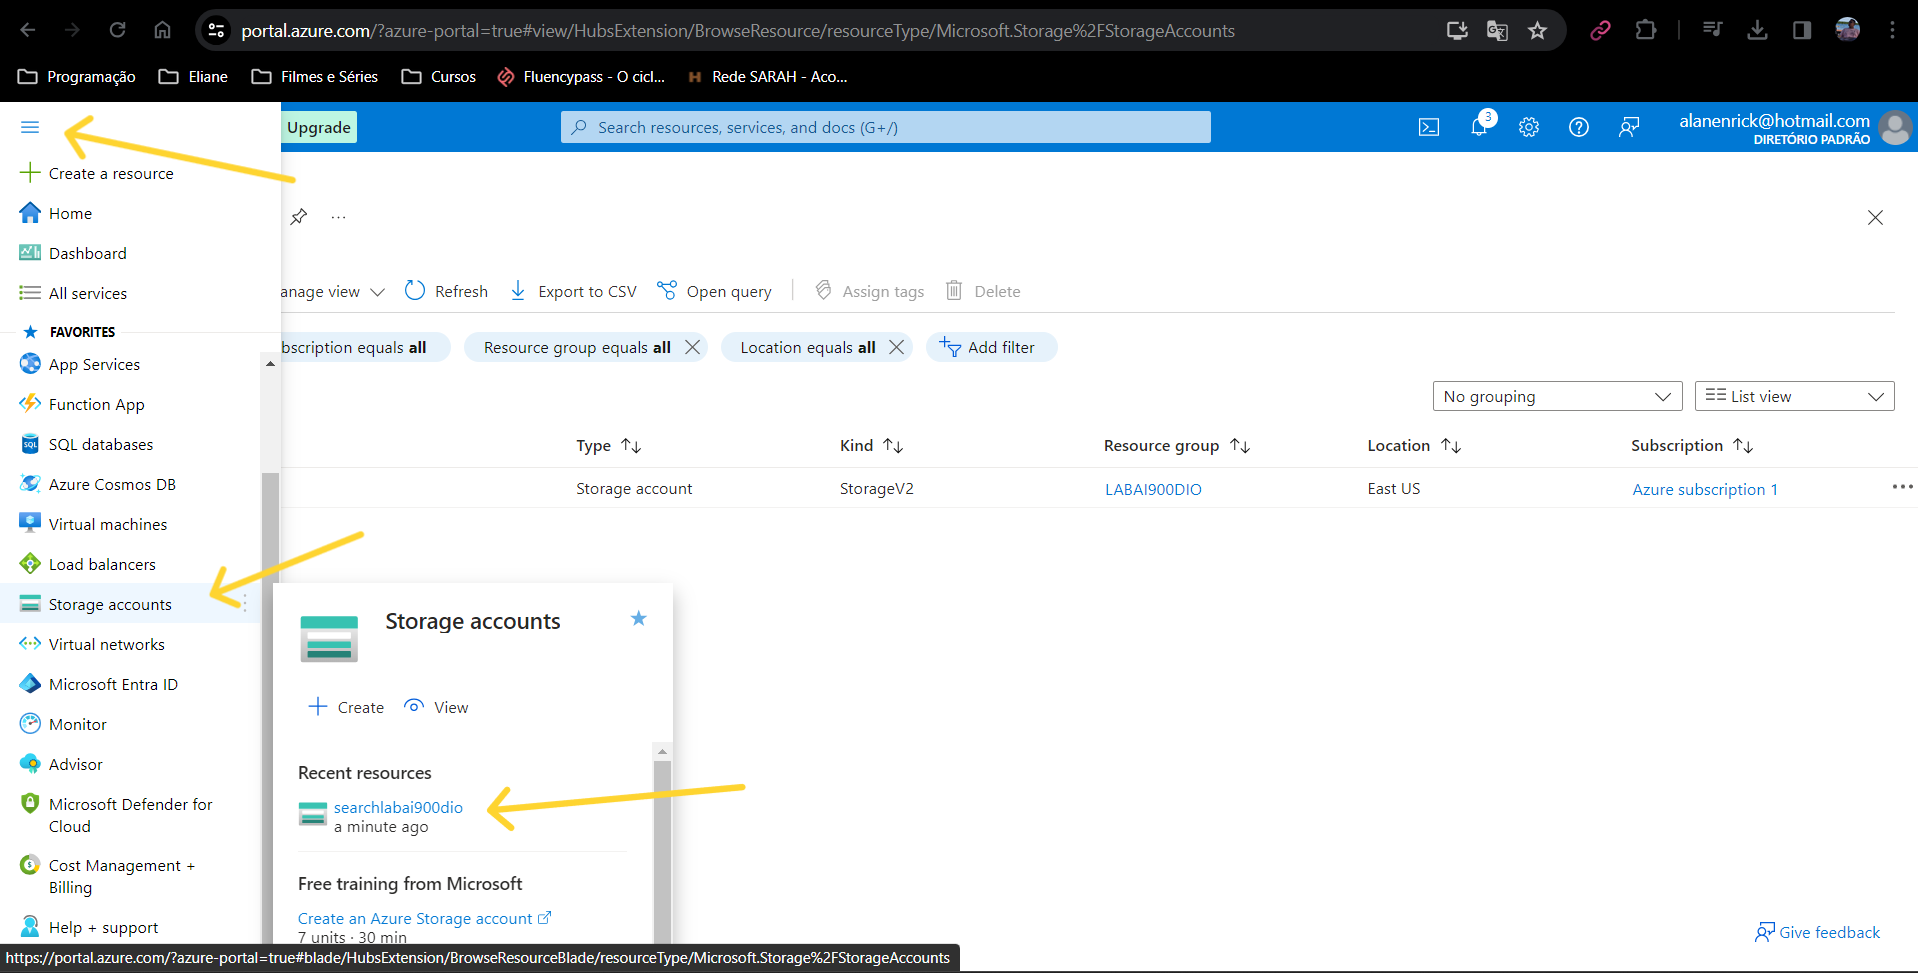 portal.azure.com/?azure-portal=true#view/HubsExtension/BrowseResource/resourceType/Microsoft.Storage%2FStorageAccounts
Programação Eliane Filmes e Séries Cursos Fluencypass - O cicl... H Rede SARAH - Aco...
Upgrade Search resources, services, and docs (G+/) 3 alanenrick@hotmail.com
DIRETÓRIO PADRÃO
Create a resource
Home
Dashboard
All services
anage view Refresh Export to CSV Open query Assign tags Delete
FAVORITES
bscription equals all Resource group equals all Location equals all Add filter
App Services
Function App
No grouping List view
SQL databases
Type Kind Resource group Location Subscription
Azure Cosmos DB
Storage account StorageV2 LABAI900DIO East US Azure subscription 1
Virtual machines
Load balancers
Storage accounts
Virtual networks
Microsoft Entra ID
Monitor
Advisor
Microsoft Defender for
Cloud
Cost Management +
Billing
Help + support
Storage accounts
Create View
Recent resources
searchlabai900dio
a minute ago
Free training from Microsoft
Create an Azure Storage account
7 units · 30 min
Give feedback
https://portal.azure.com/?azure-portal=true#blade/HubsExtension/BrowseResourceBlade/resourceType/Microsoft.Storage%2FStorageAccounts